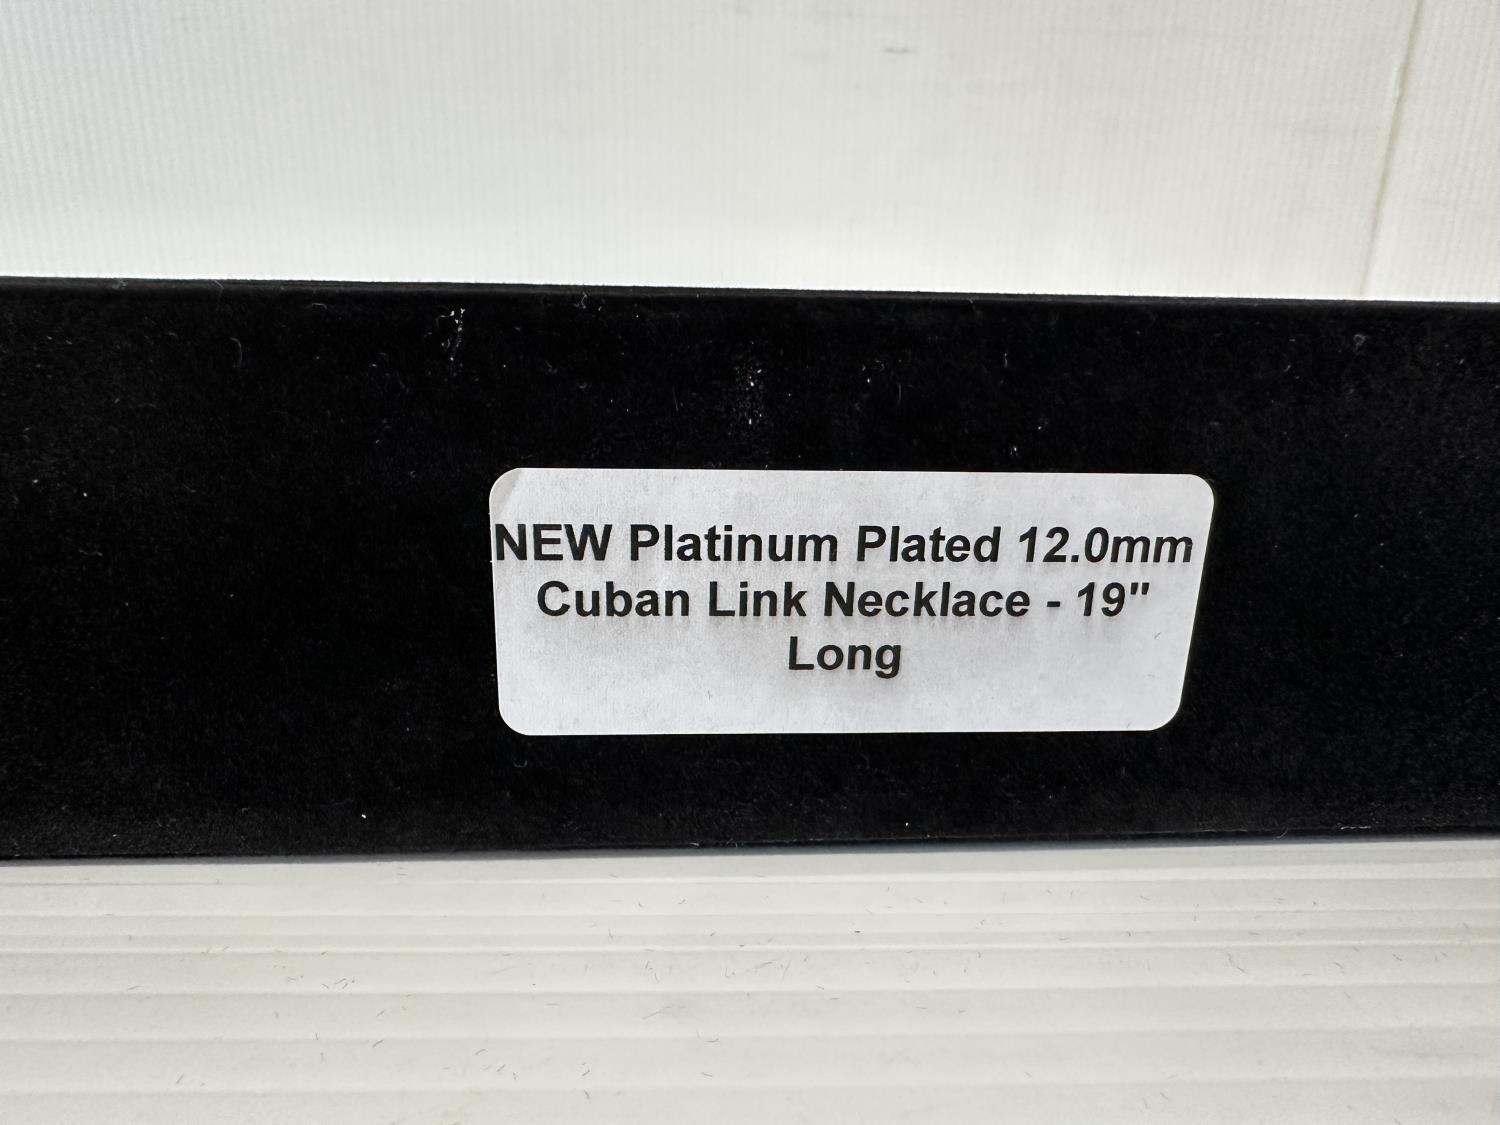 NEW Platinum Plated 12.0mm
Cuban Link Necklace - 19"
Long